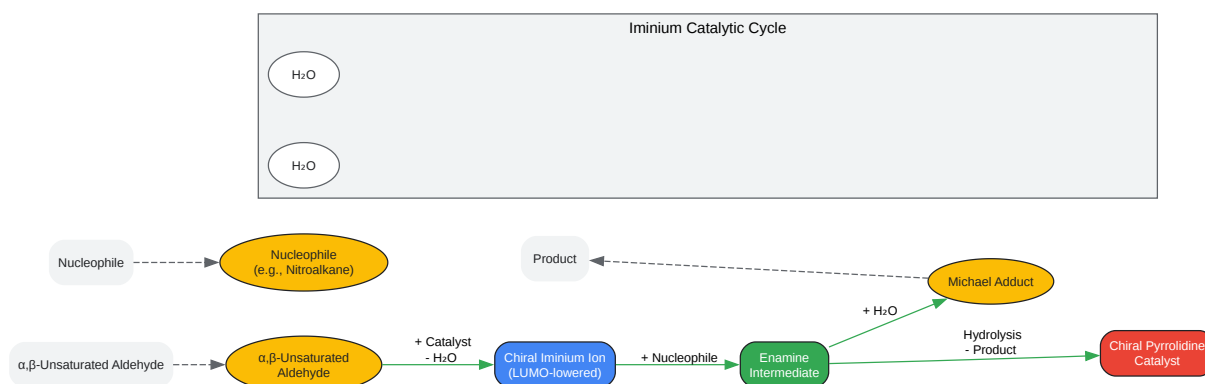 Iminium Catalytic Cycle
H₂O
H₂O
Nucleophile
Nucleophile
(e.g., Nitroalkane)
Product
Michael Adduct
+ H₂O
α,β-Unsaturated Aldehyde
α,β-Unsaturated
Aldehyde
+ Catalyst
- H₂O
Chiral Iminium Ion
(LUMO-lowered)
+ Nucleophile
Enamine
Intermediate
Hydrolysis
- Product
Chiral Pyrrolidine
Catalyst